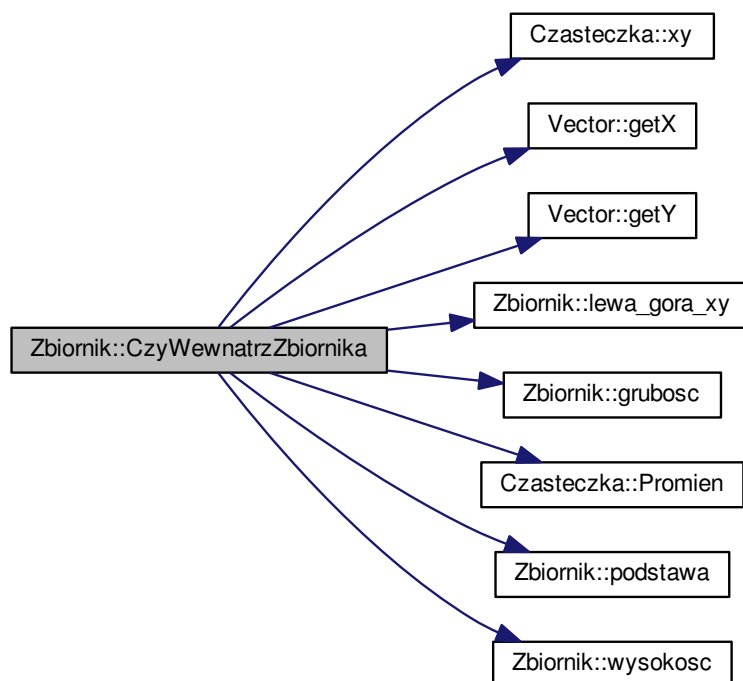 Czasteczka::xy
Vector::getX
Vector::getY
Zbiornik::lewa_gora_xy
Zbiornik::CzyWewnatrzZbiornika
Zbiornik::grubosc
Czasteczka::Promien
Zbiornik::podstawa
Zbiornik::wysokosc